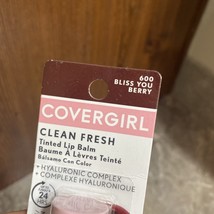 600
BLISS YOU
BERRY
COVERGIRL
CLEAN FRESH
Tinted Lip Balm
Baume À Lèvres Teinté
Bálsamo Con Color
+ HYALURONIC COMPLEX
+ COMPLEXE HYALURONIQUE
24